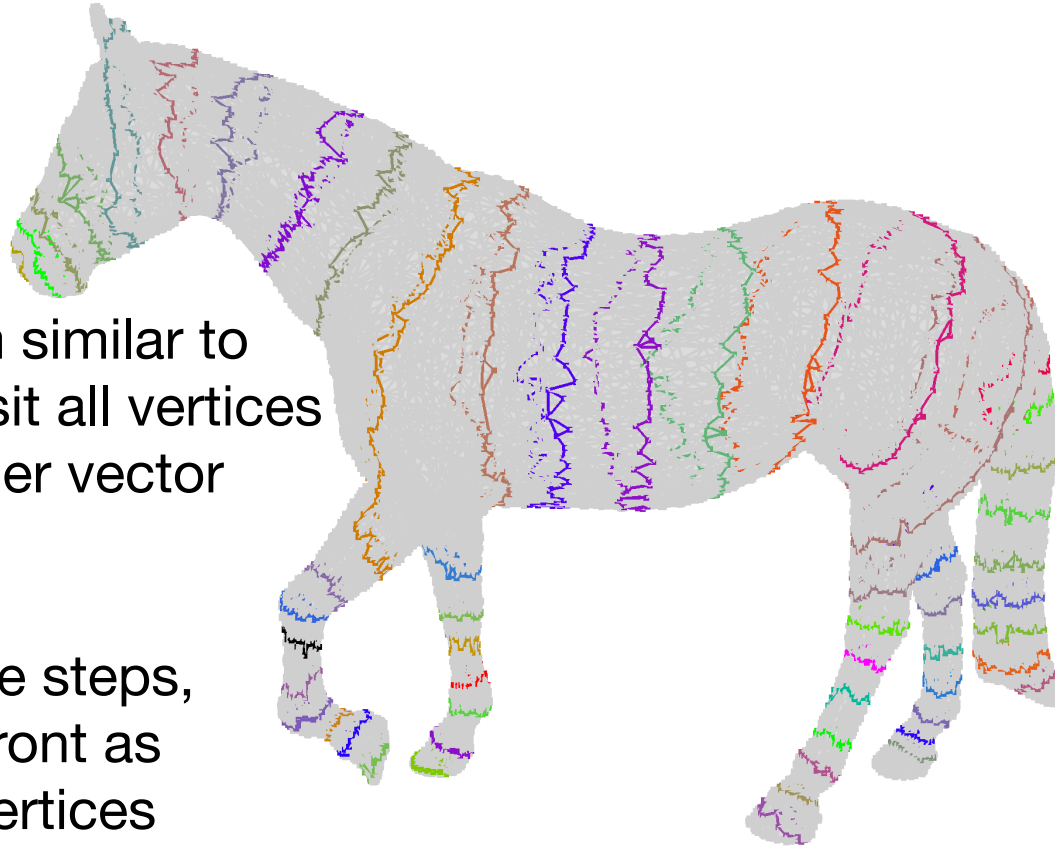 similar to
sit all vertices
er vector
e steps,
ront as
ertices